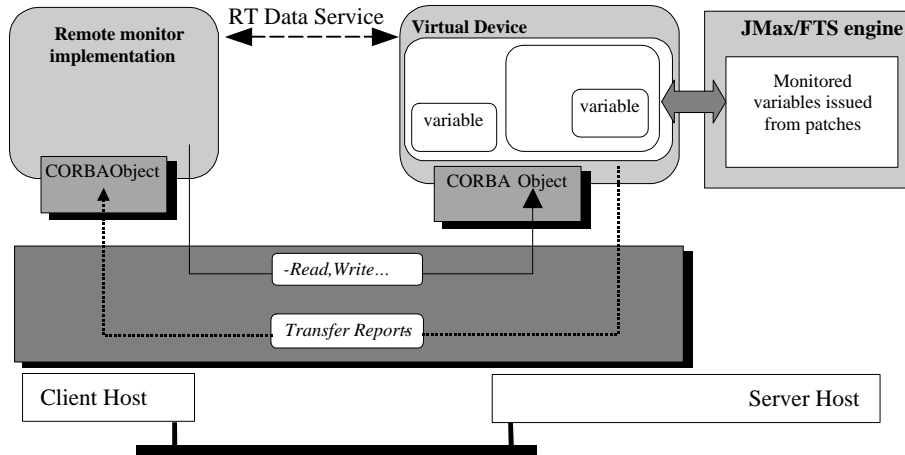 RT Data Service
Remote monitor
implementation
Virtual Device
JMax/FTS engine
Monitored
variables issued
from patches
variable
variable
CORBAObject
CORBA Object
-Read,Write…
Transfer Reports-
Client Host
Server Host